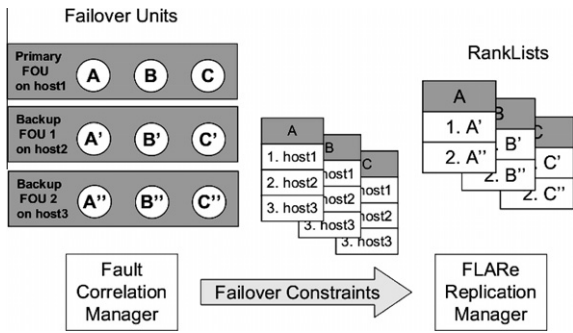 Failover Units
Primary
FOU
on host1
A B C
Backup
FOU 1
on host2
A' B' C'
Backup
FOU 2
on host3
A'' B'' C''
A
1. host1
2. host2
3. host3
B
host1
host2
3. host3
C
host1
host2
3. host3
RankLists
A
1. A'
2. A''
B
B'
2. B''
C
C'
2. C''
Fault
Correlation
Manager
Failover Constraints
FLARe
Replication
Manager